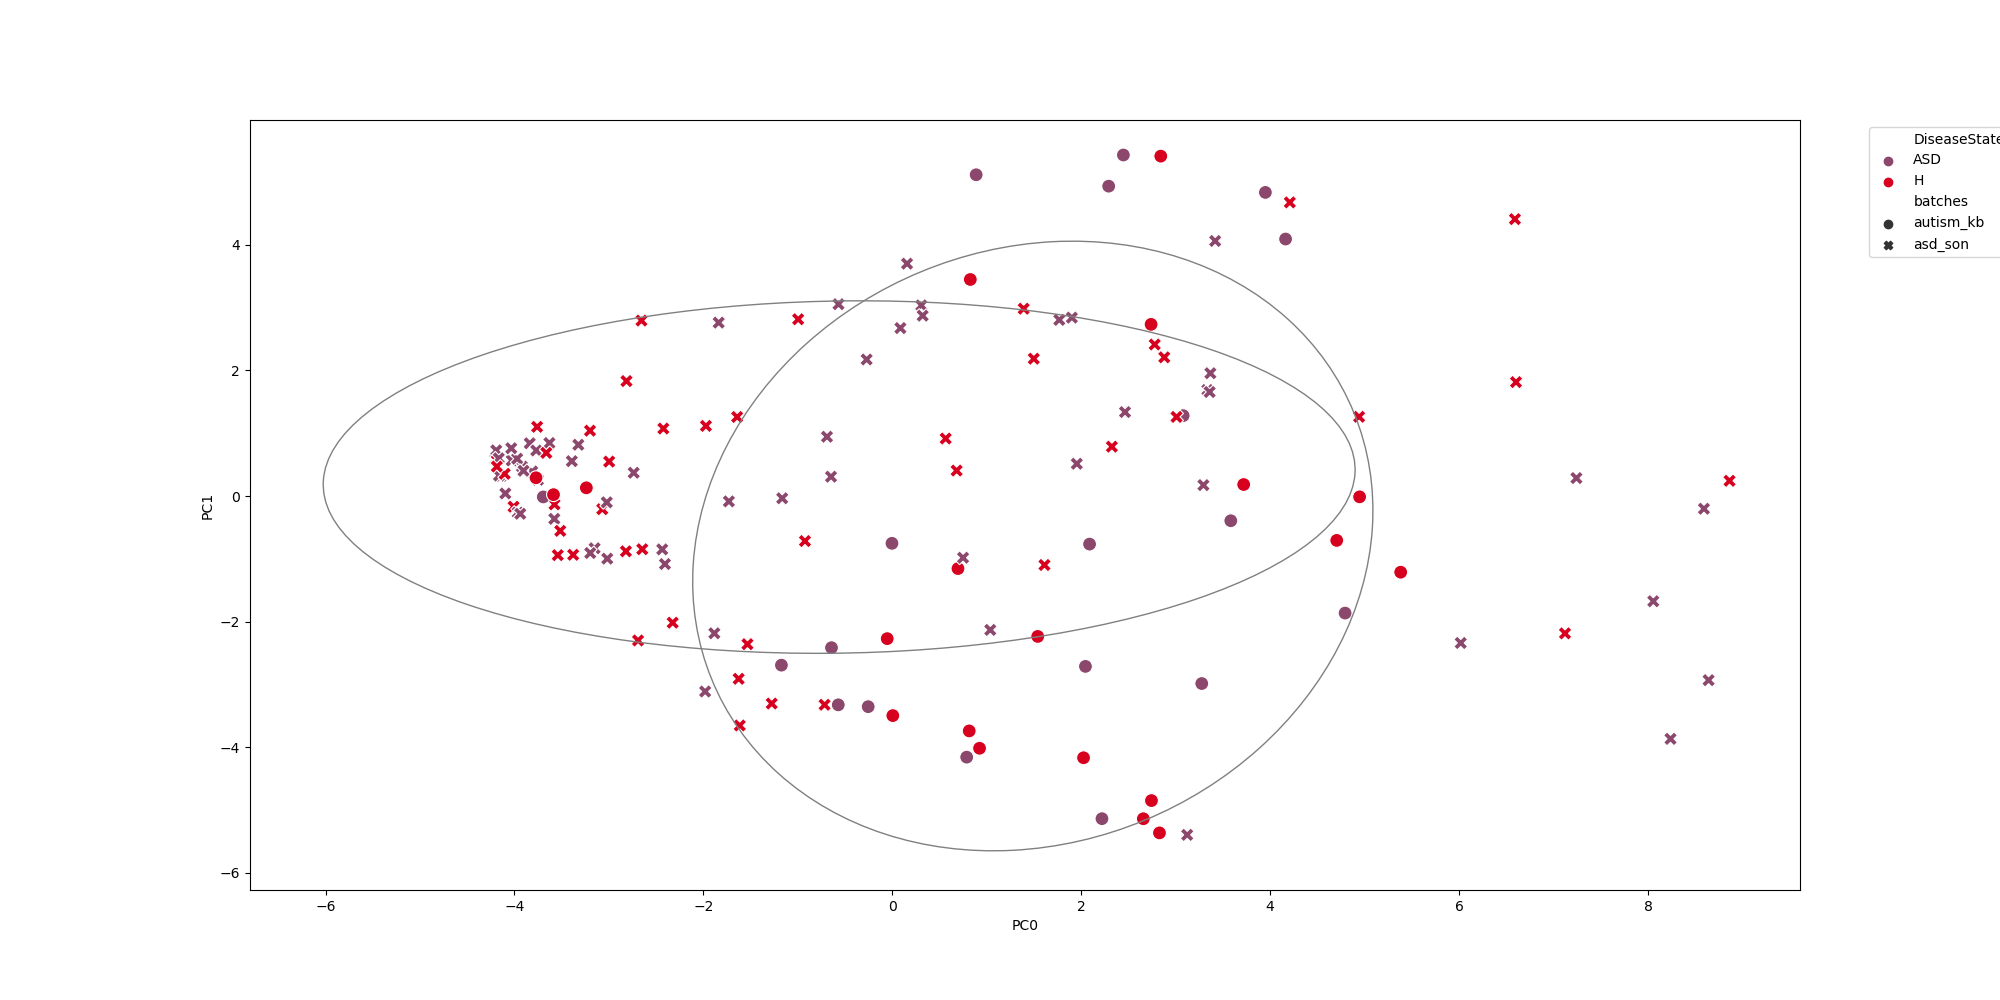 DiseaseState
ASD
H
batches
autism_kb
asd_son
4
2
0
−2
−4
−6
PC1
−6 −4 −2 0 2 4 6 8
PC0